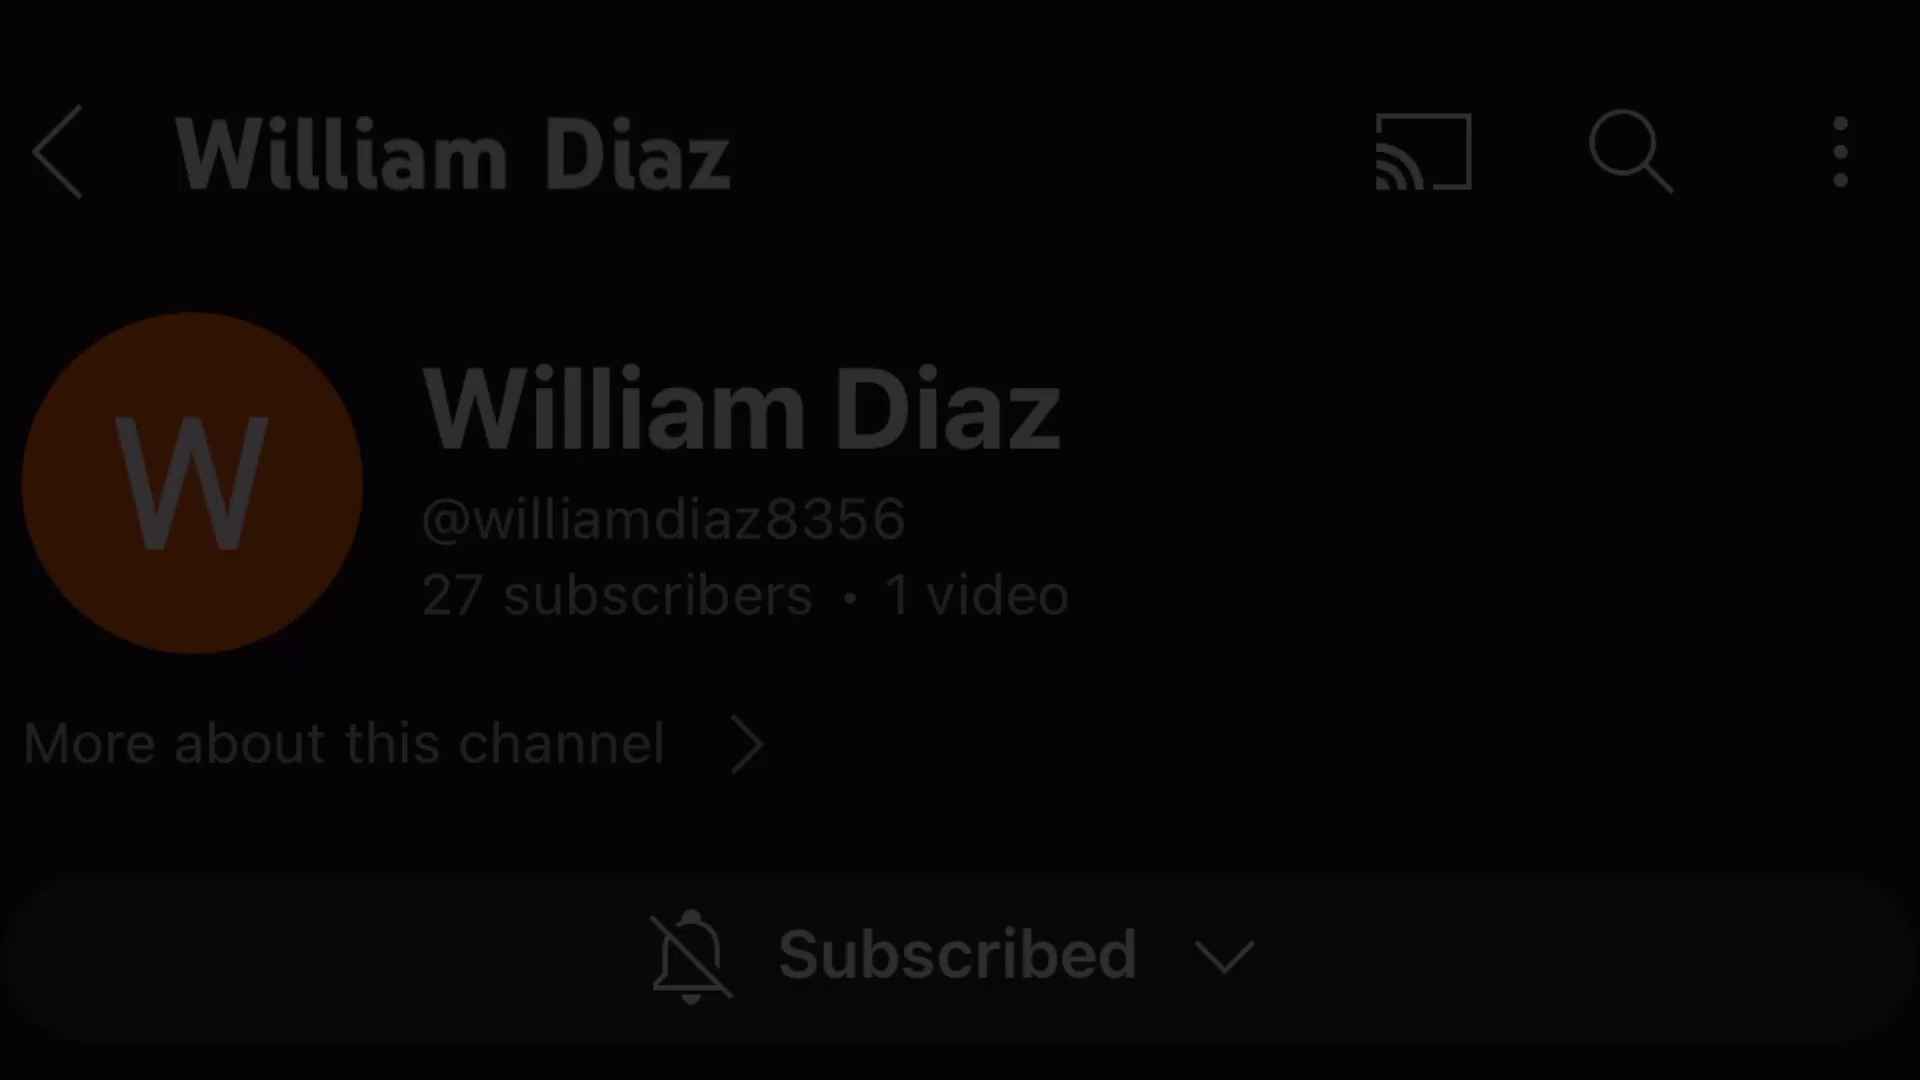 William Diaz
W
William Diaz
@williamdiaz8356
27 subscribers • 1 video
More about this channel
Subscribed